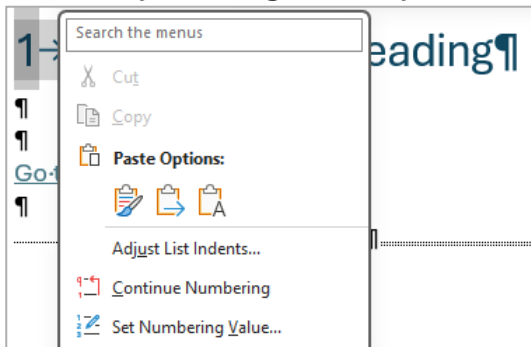 1→ eading¶
Search the menus
Cut
Copy
¶
¶
Paste Options:
Go·t
¶
¶
Adjust List Indents...
Continue Numbering
Set Numbering Value...